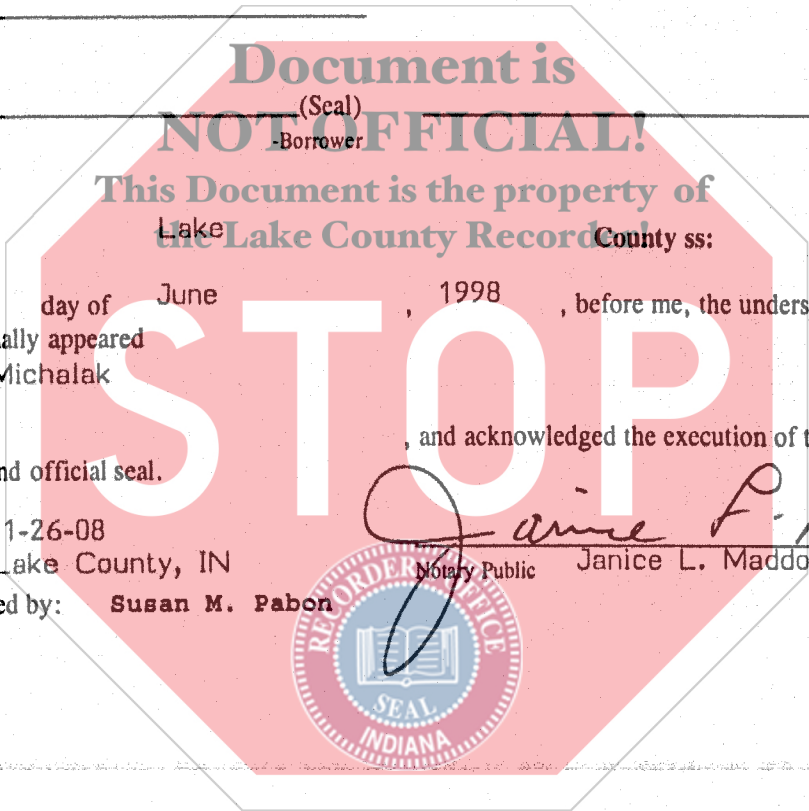 Document is
(Seal)
NOT OFFICIAL!
-Borrower
This Document is the property of
Lake
the Lake County Recorder!
County ss:
day of June , 1998 , before me, the unders
ally appeared
Michalak
STOP
, and acknowledged the execution of t
nd official seal.
1-26-08
Janice L.
Lake County, IN
Notary Public Janice L. Maddo
ed by: Susan M. Pabon
RECORDER OFFICE
SEAL
INDIANA